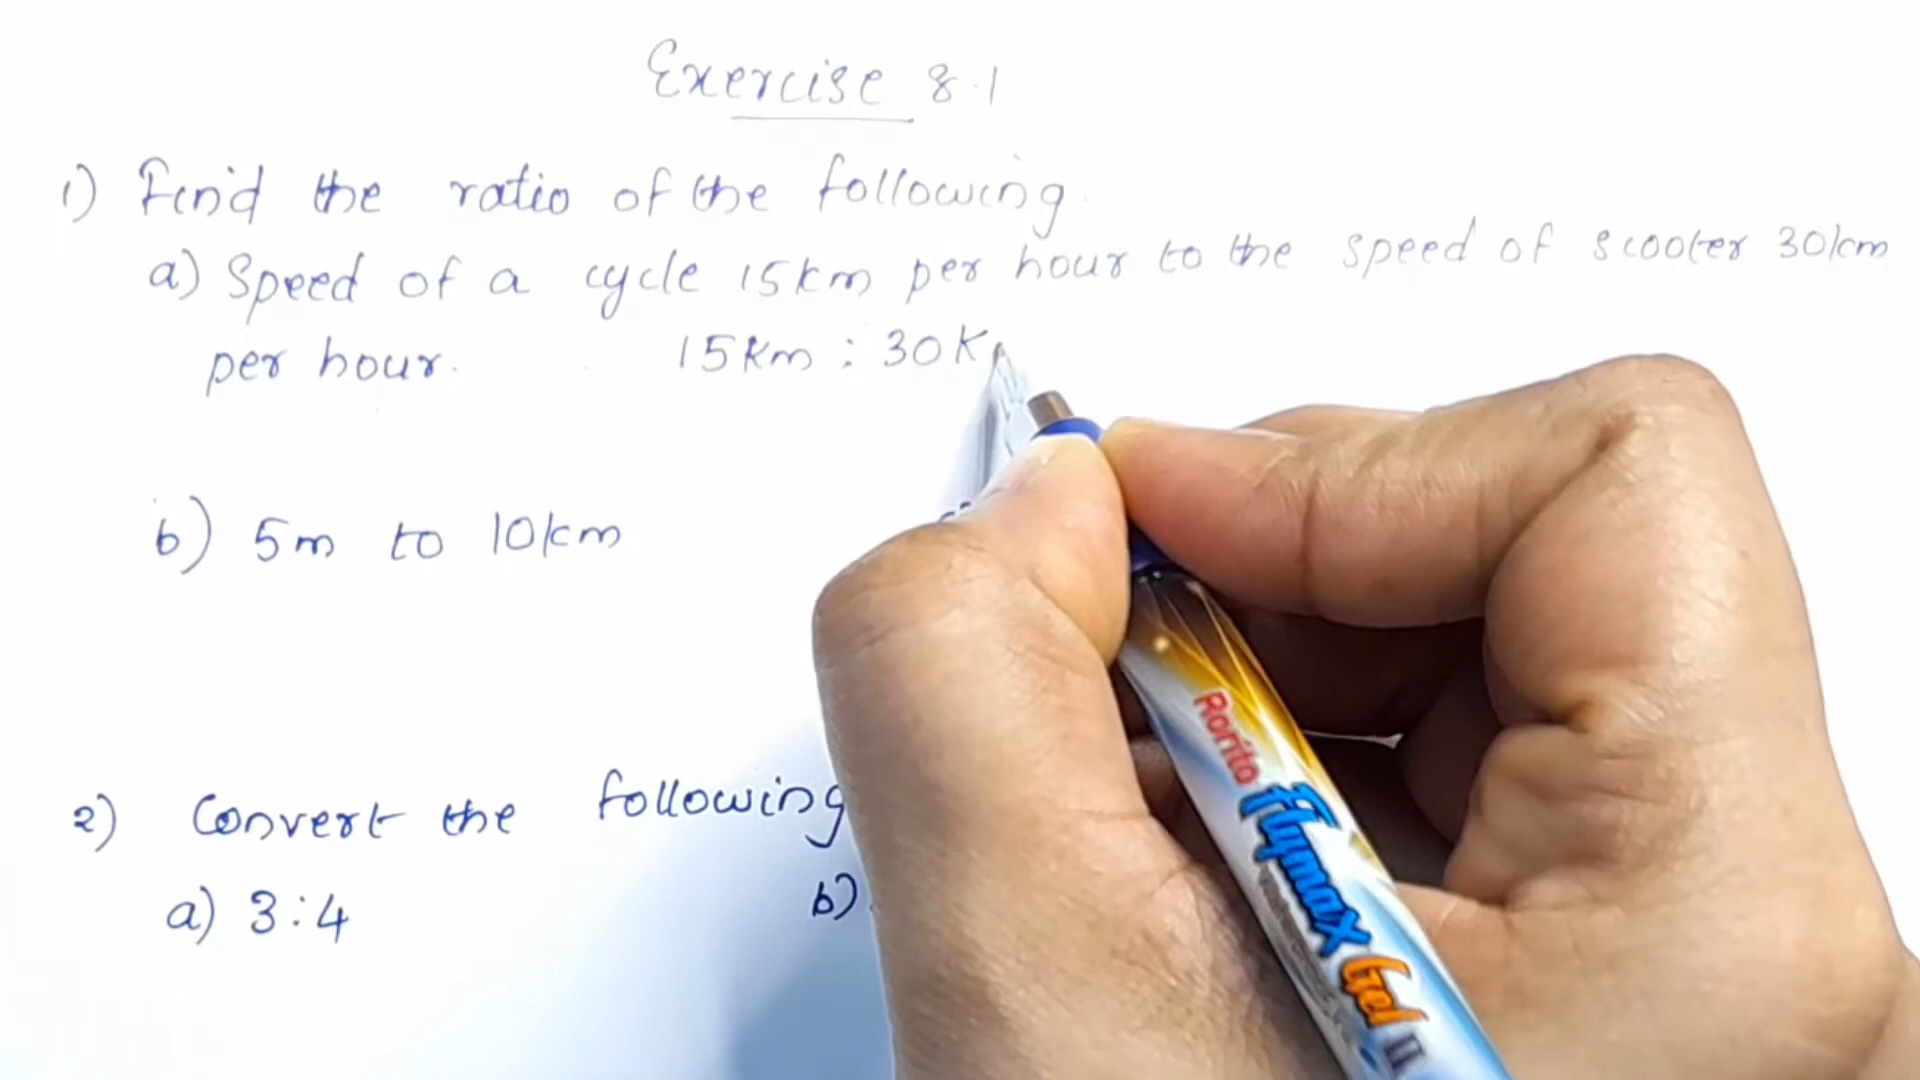 Exercise 8.1
1) Find the ratio of the following.
a) Speed of a cycle 15km per hour to the speed of scooter 30km
per hour. 15km : 30K
b) 5m to 10km
2) Convert the following
a) 3:4 b)
Rorito
Flymax Gel